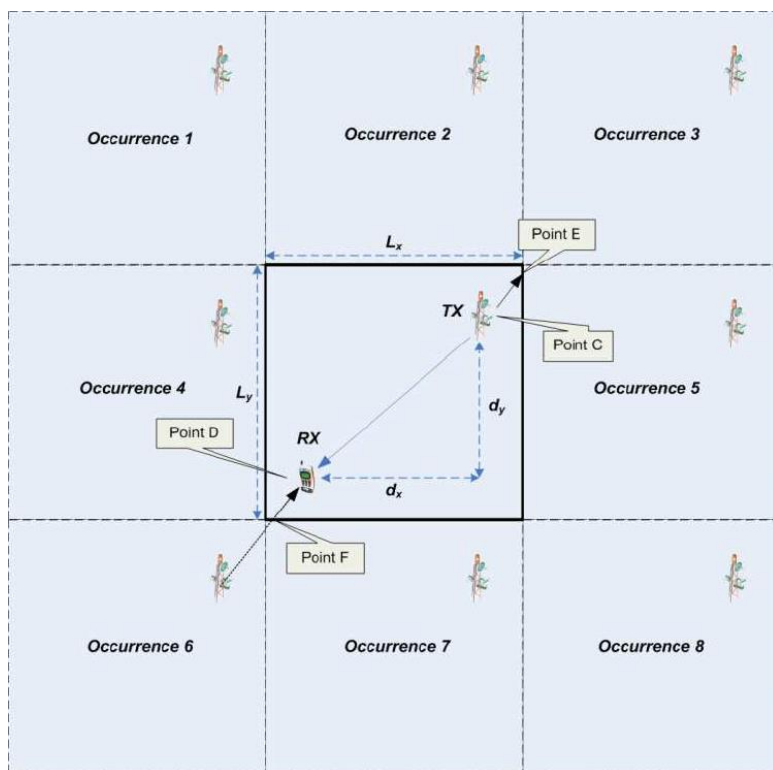 Occurrence 1
Occurrence 2
Occurrence 3
Point E
Lx
TX
Point C
Occurrence 4
Ly
Occurrence 5
dy
Point D
RX
dx
Point F
Occurrence 6
Occurrence 7
Occurrence 8